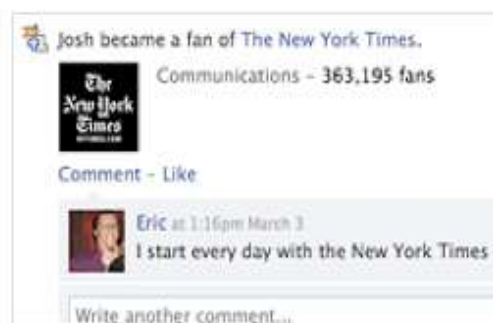 Josh became a fan of The New York Times.
The
New York
Times
Communications – 363,195 fans
Comment – Like
Eric at 1:16pm March 3
I start every day with the New York Times
Write another comment...